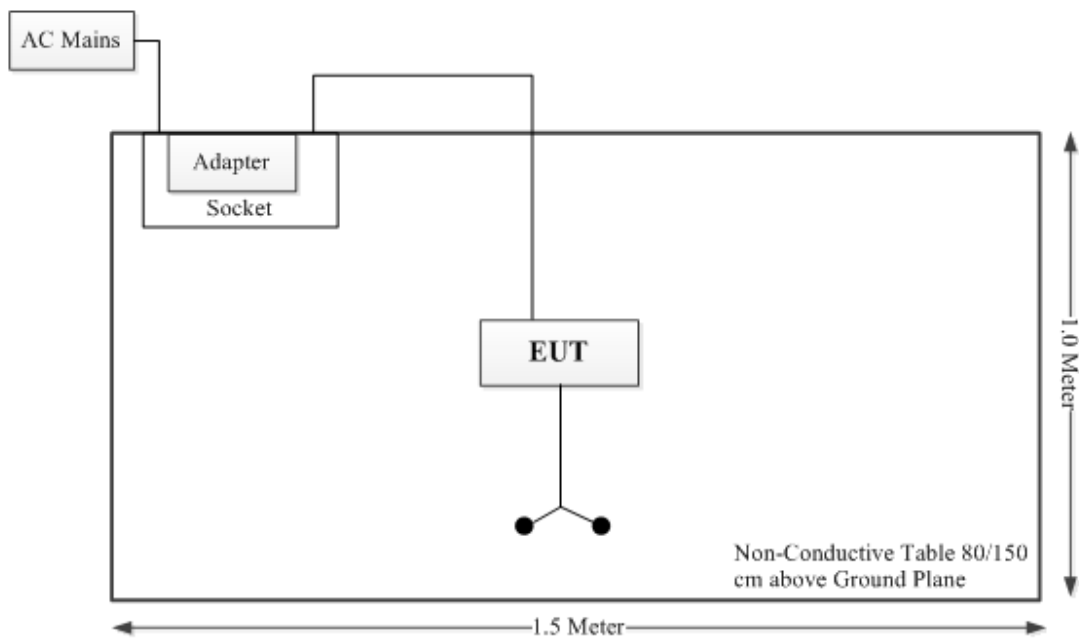 AC Mains
Adapter
Socket
EUT
1.0 Meter
Non-Conductive Table 80/150
cm above Ground Plane
1.5 Meter